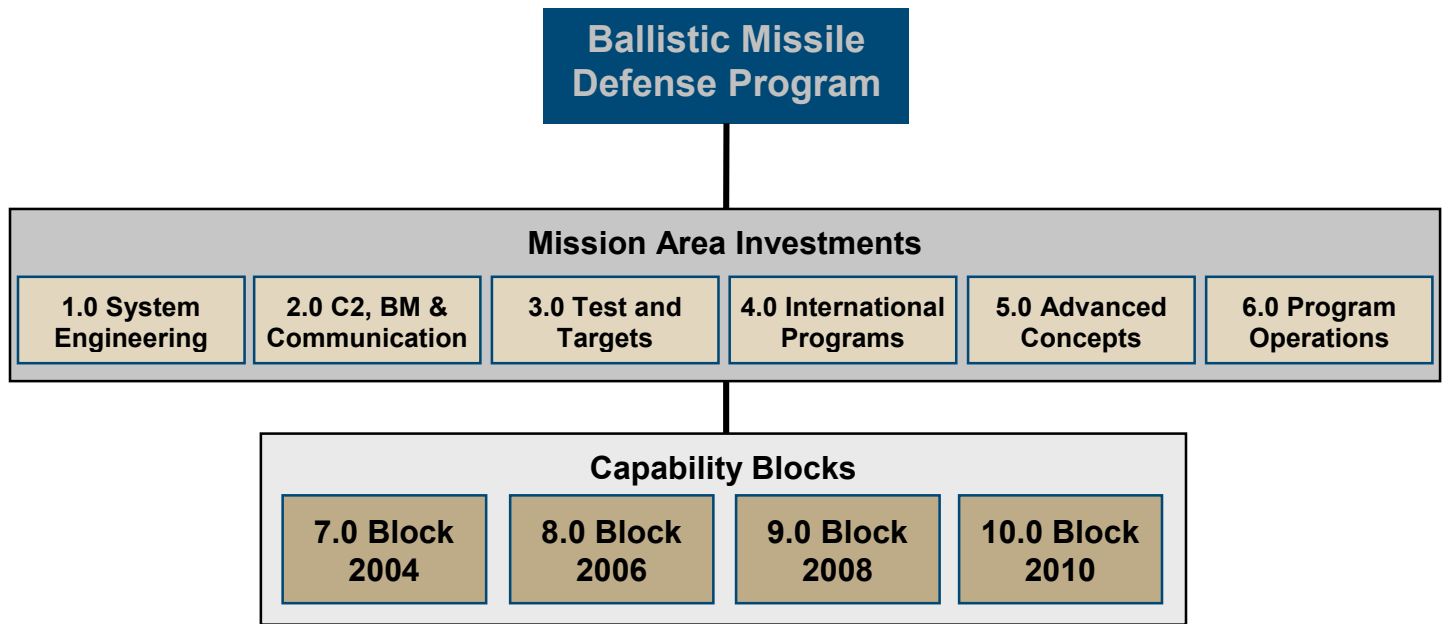 Ballistic Missile
Defense Program
Mission Area Investments
1.0 System
Engineering
2.0 C2, BM &
Communication
3.0 Test and
Targets
4.0 International
Programs
5.0 Advanced
Concepts
6.0 Program
Operations
Capability Blocks
7.0 Block
2004
8.0 Block
2006
9.0 Block
2008
10.0 Block
2010